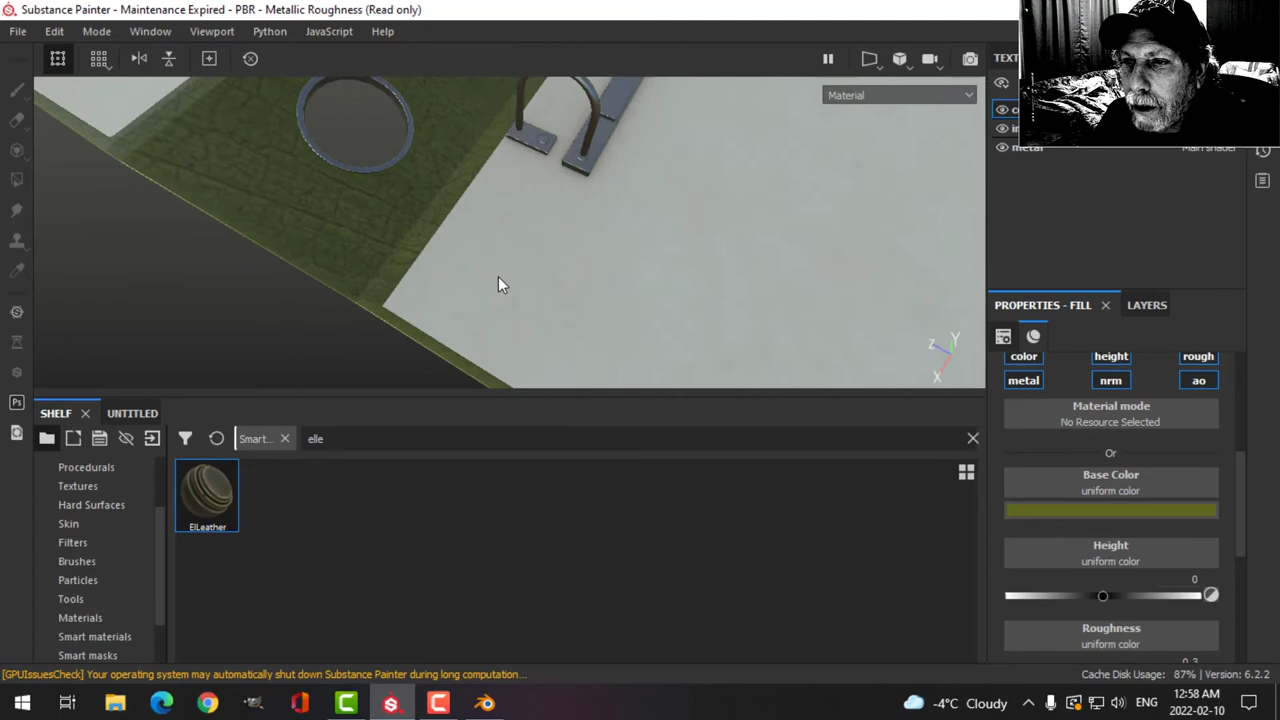 Substance Painter - Maintenance Expired - PBR - Metallic Roughness (Read only)
File Edit Mode Window Viewport Python JavaScript Help
Material
Z
Y
X
metal
Main shader
PROPERTIES - FILL
LAYERS
color height rough
metal nrm ao
Material mode
No Resource Selected
Or
Base Color
uniform color
Height
uniform color
0
Roughness
uniform color
SHELF
UNTITLED
Ps
Smart...
elle
Procedurals
Textures
Hard Surfaces
Skin
Filters
Brushes
Particles
Tools
Materials
Smart materials
Smart masks
ElLeather
[GPUIssuesCheck] Your operating system may automatically shut down Substance Painter during long computation...
Cache Disk Usage: 87% | Version: 6.2.2
-4°C Cloudy
ENG
12:58 AM
2022-02-10